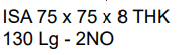 ISA 75 x 75 x 8 THK
130 Lg - 2NO